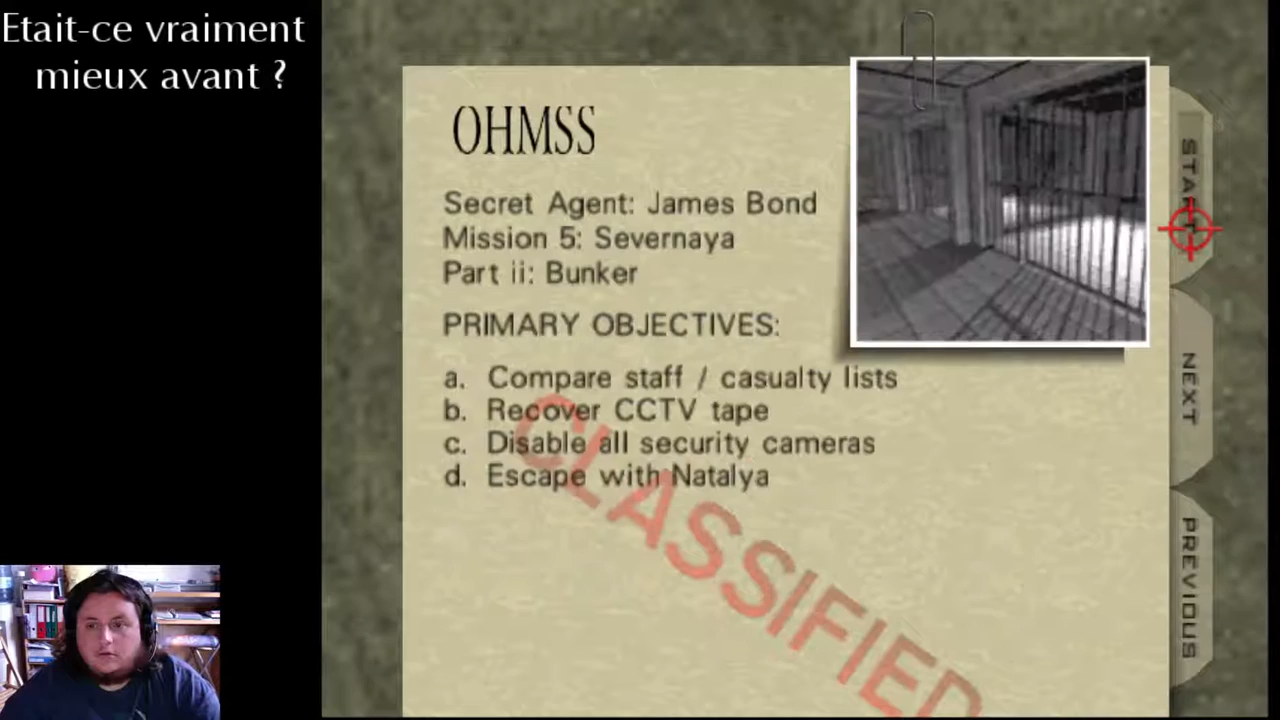 Etait-ce vraiment
mieux avant ?
OHMSS
Secret Agent: James Bond
Mission 5: Severnaya
Part ii: Bunker
PRIMARY OBJECTIVES:
a. Compare staff / casualty lists
b. Recover CCTV tape
c. Disable all security cameras
d. Escape with Natalya
CLASSIFIED
START
NEXT
PREVIOUS